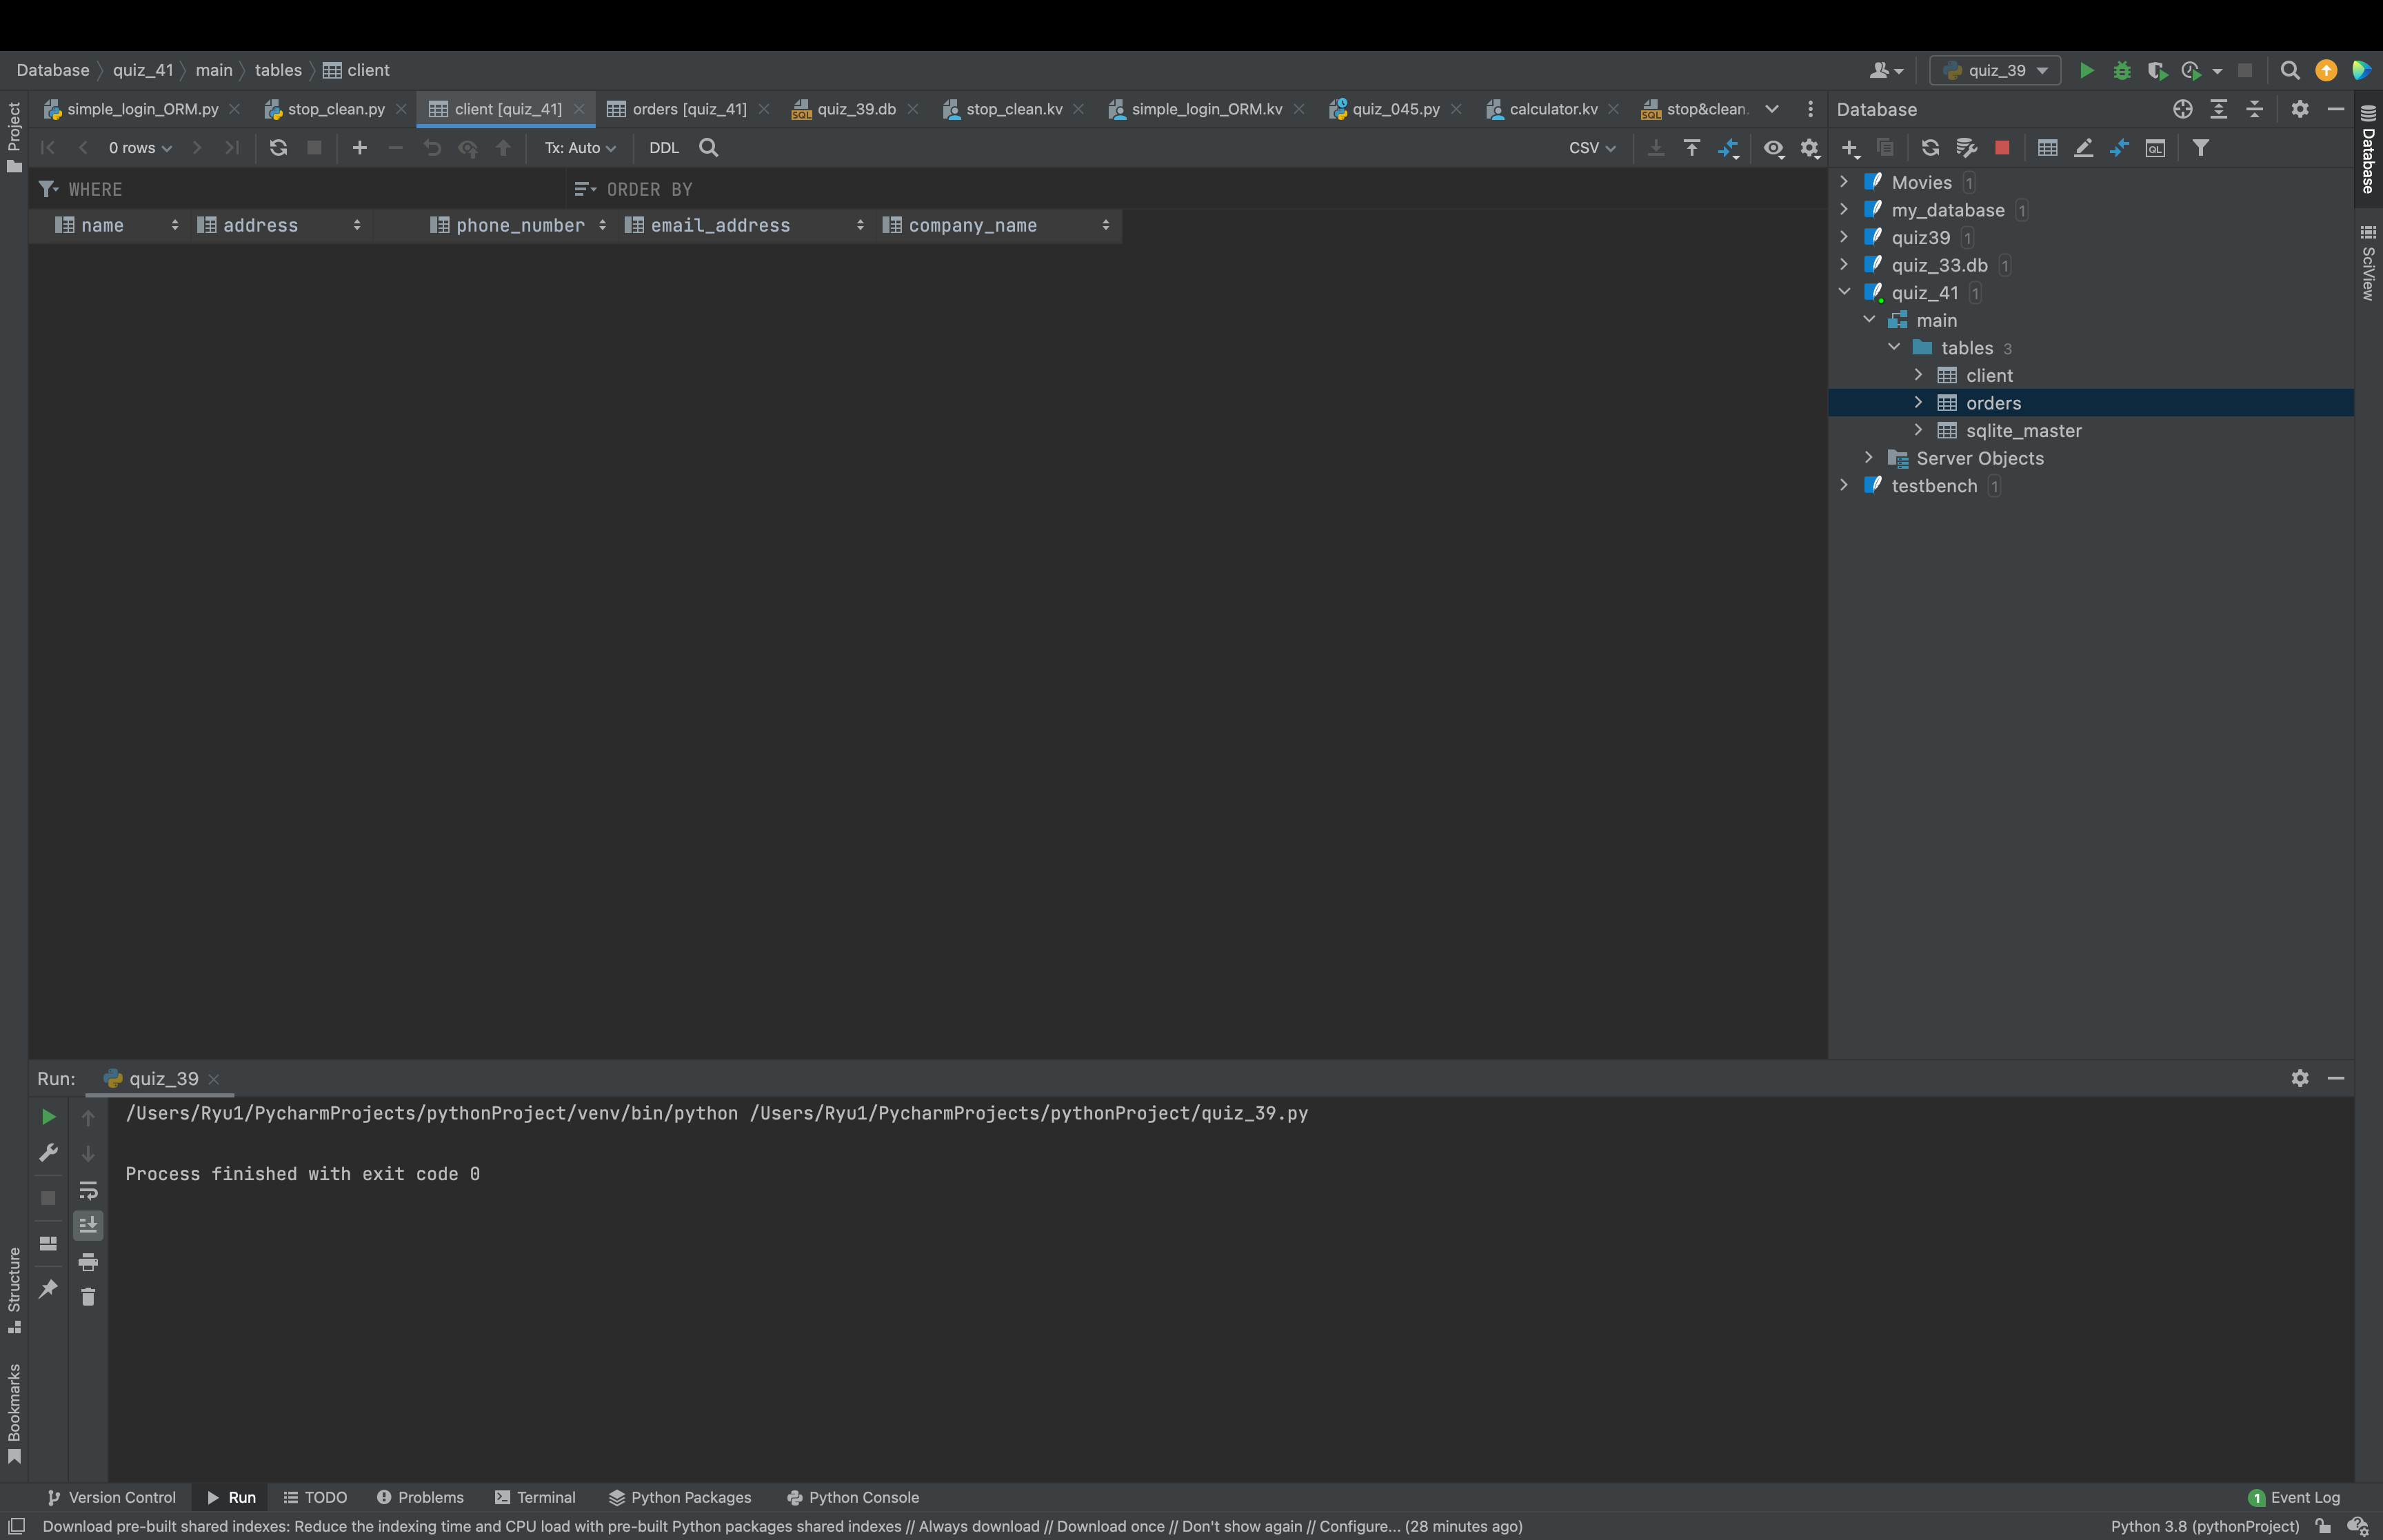 Database quiz_41 main tables client
quiz_39
simple_login_ORM.py stop_clean.py client [quiz_41] orders [quiz_41] quiz_39.db stop_clean.kv simple_login_ORM.kv quiz_045.py calculator.kv stop&clean.
Database
0 rows Tx: Auto DDL CSV
WHERE ORDER BY
name address phone_number email_address company_name
Movies 1
my_database 1
quiz39 1
quiz_33.db 1
quiz_41 1
main
tables 3
client
orders
sqlite_master
Server Objects
testbench 1
Project
Structure
Bookmarks
Database
SciView
Run: quiz_39
/Users/Ryu1/PycharmProjects/pythonProject/venv/bin/python /Users/Ryu1/PycharmProjects/pythonProject/quiz_39.py
Process finished with exit code 0
Version Control Run TODO Problems Terminal Python Packages Python Console 1 Event Log
Download pre-built shared indexes: Reduce the indexing time and CPU load with pre-built Python packages shared indexes // Always download // Download once // Don't show again // Configure... (28 minutes ago) Python 3.8 (pythonProject)